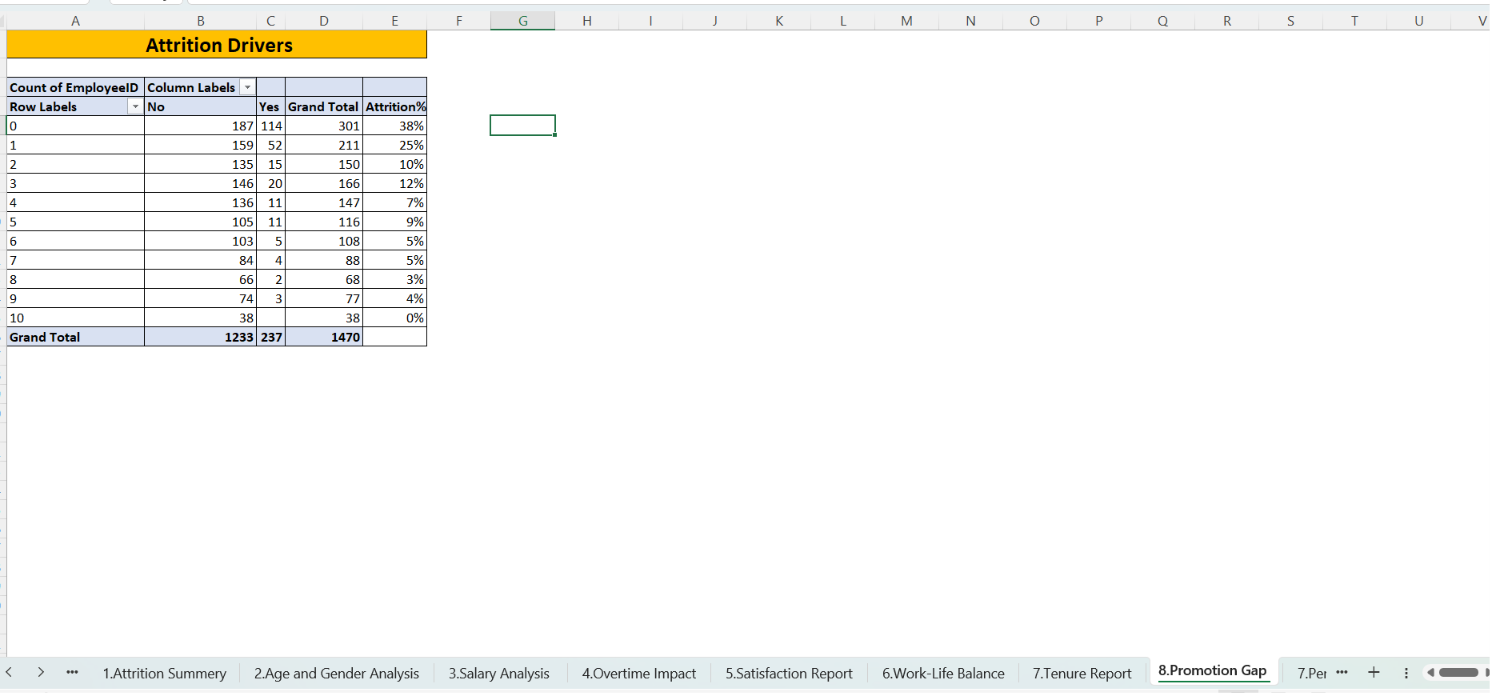 A B C D E F G H I J K L M N O P Q R S T U V
Attrition Drivers
Count of EmployeeID Column Labels
Row Labels No Yes Grand Total Attrition%
0 187 114 301 38%
1 159 52 211 25%
2 135 15 150 10%
3 146 20 166 12%
4 136 11 147 7%
5 105 11 116 9%
6 103 5 108 5%
7 84 4 88 5%
8 66 2 68 3%
9 74 3 77 4%
10 38 38 0%
Grand Total 1233 237 1470
1.Attrition Summary 2.Age and Gender Analysis 3.Salary Analysis 4.Overtime Impact 5.Satisfaction Report 6.Work-Life Balance 7.Tenure Report 8.Promotion Gap 7.Per